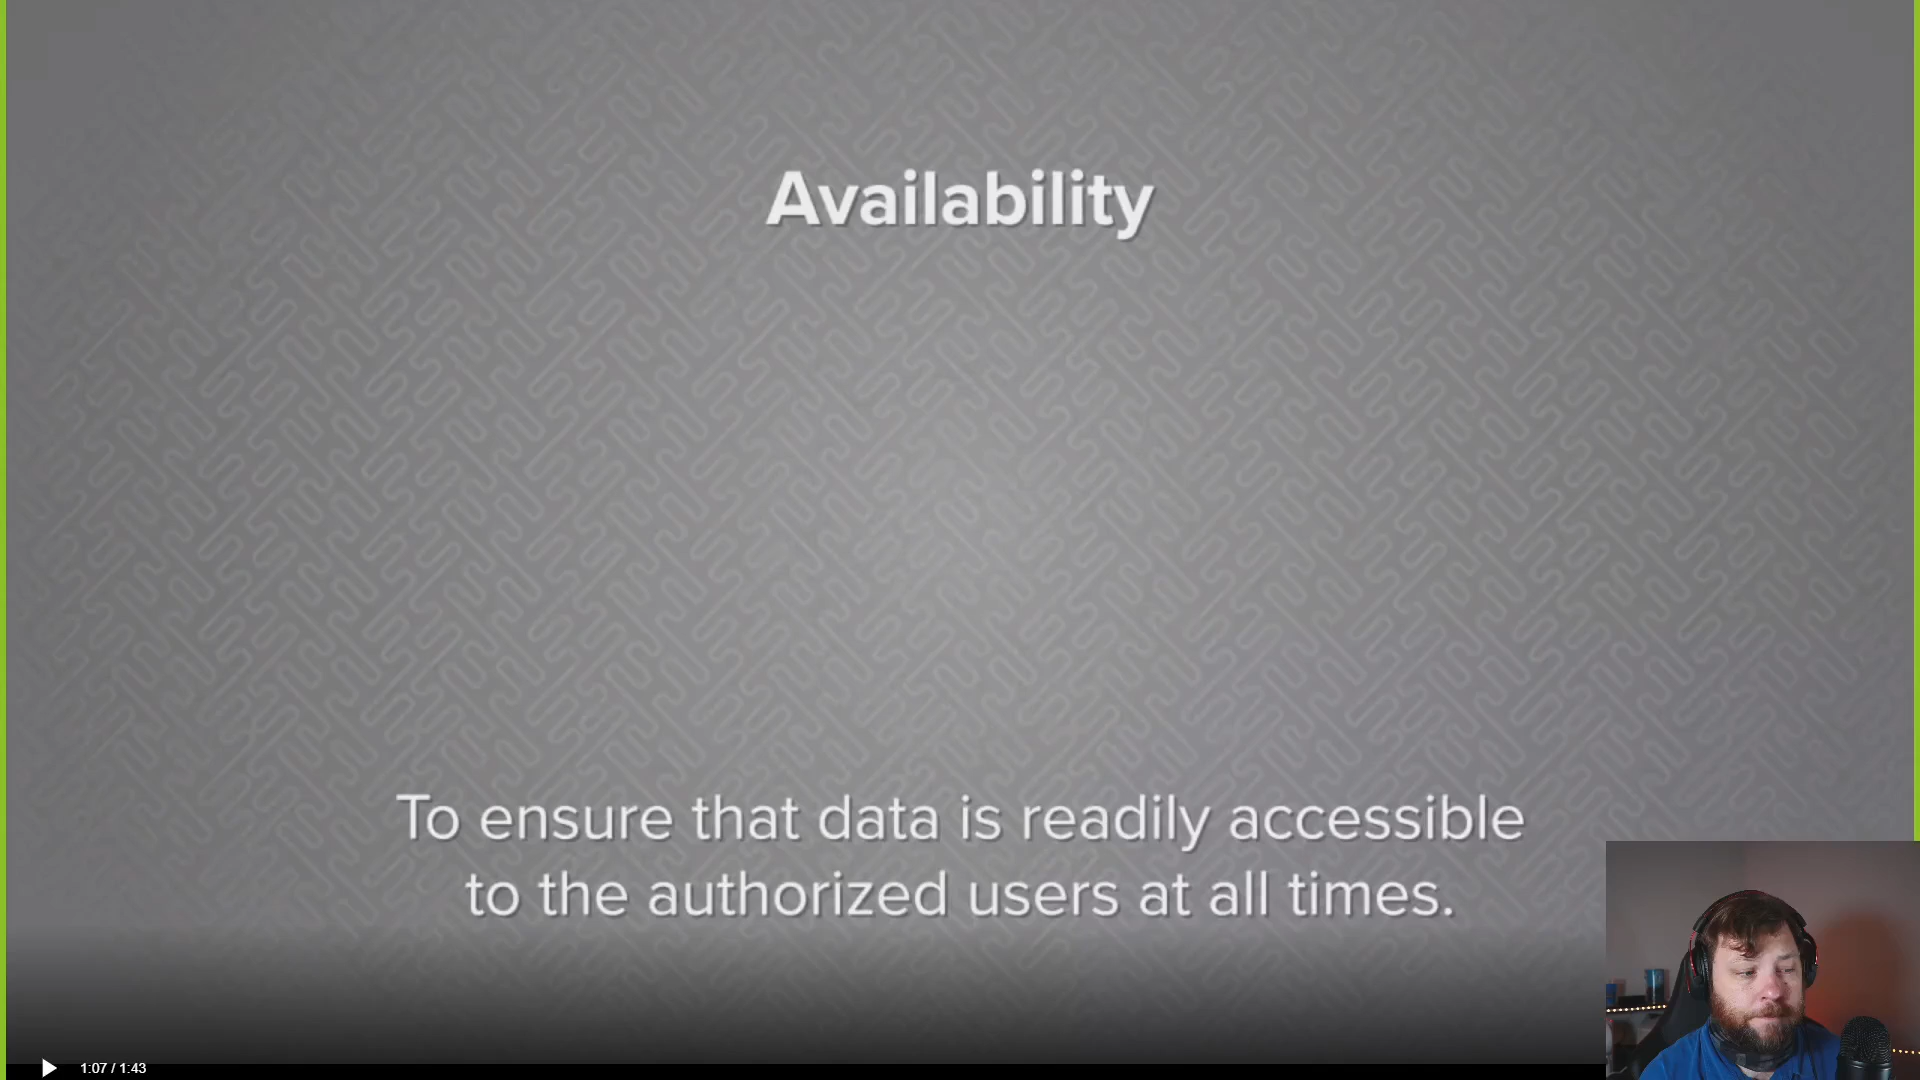 Availability
To ensure that data is readily accessible
to the authorized users at all times.
1:07 / 1:43